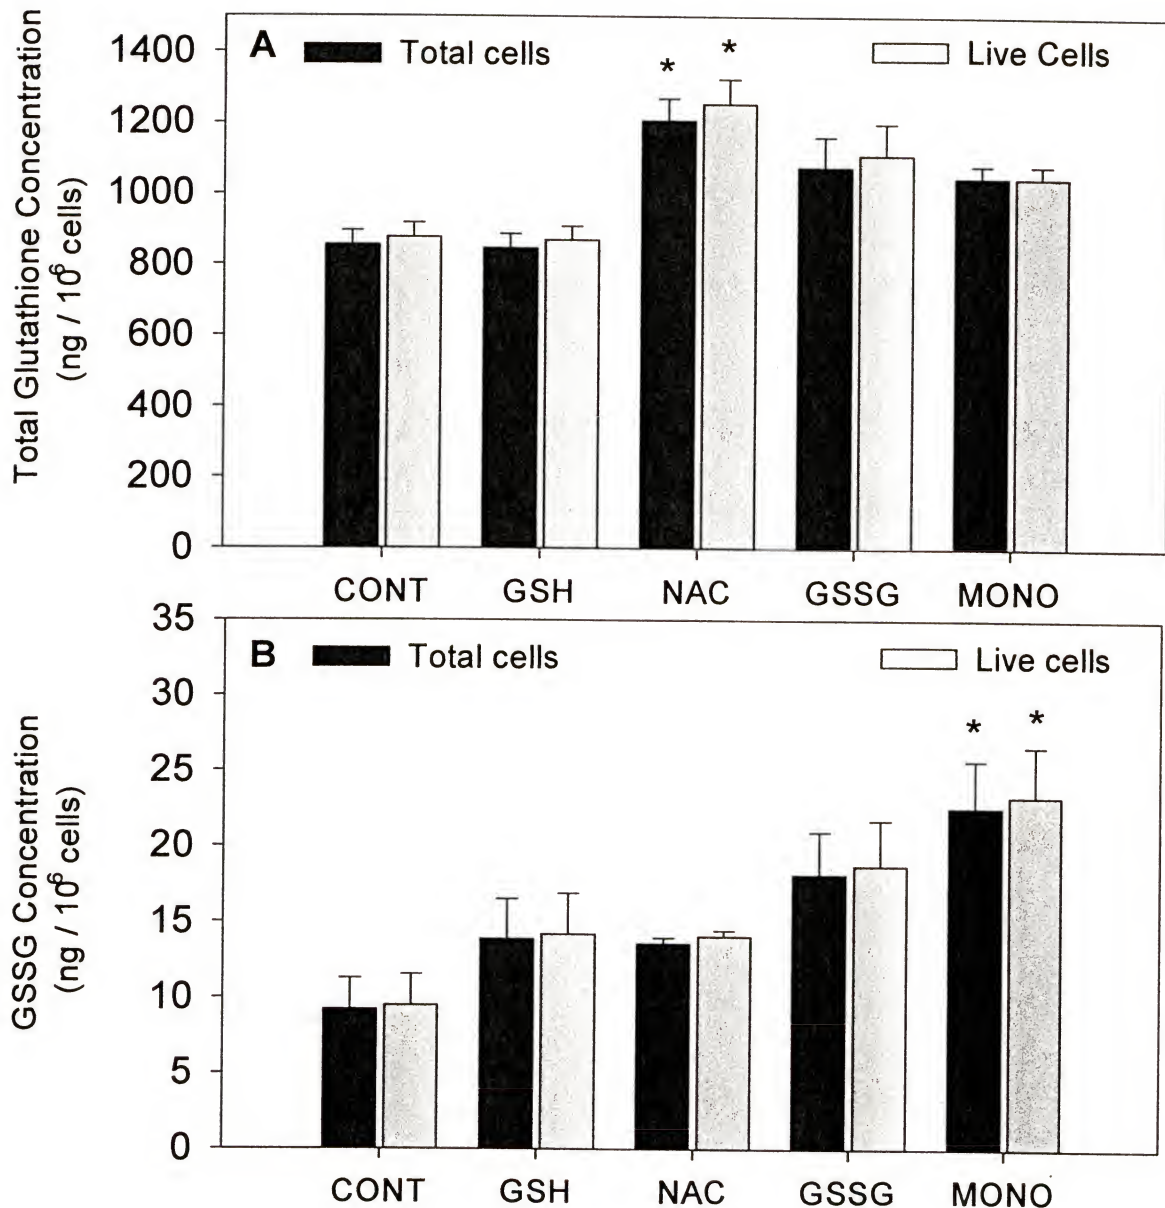 Total Glutathione Concentration
(ng / 10⁶ cells)
1400
1200
1000
800
600
400
200
0
A Total cells Live Cells
* *
CONT GSH NAC GSSG MONO
GSSG Concentration
(ng / 10⁶ cells)
35
30
25
20
15
10
5
0
B Total cells Live cells
* *
CONT GSH NAC GSSG MONO